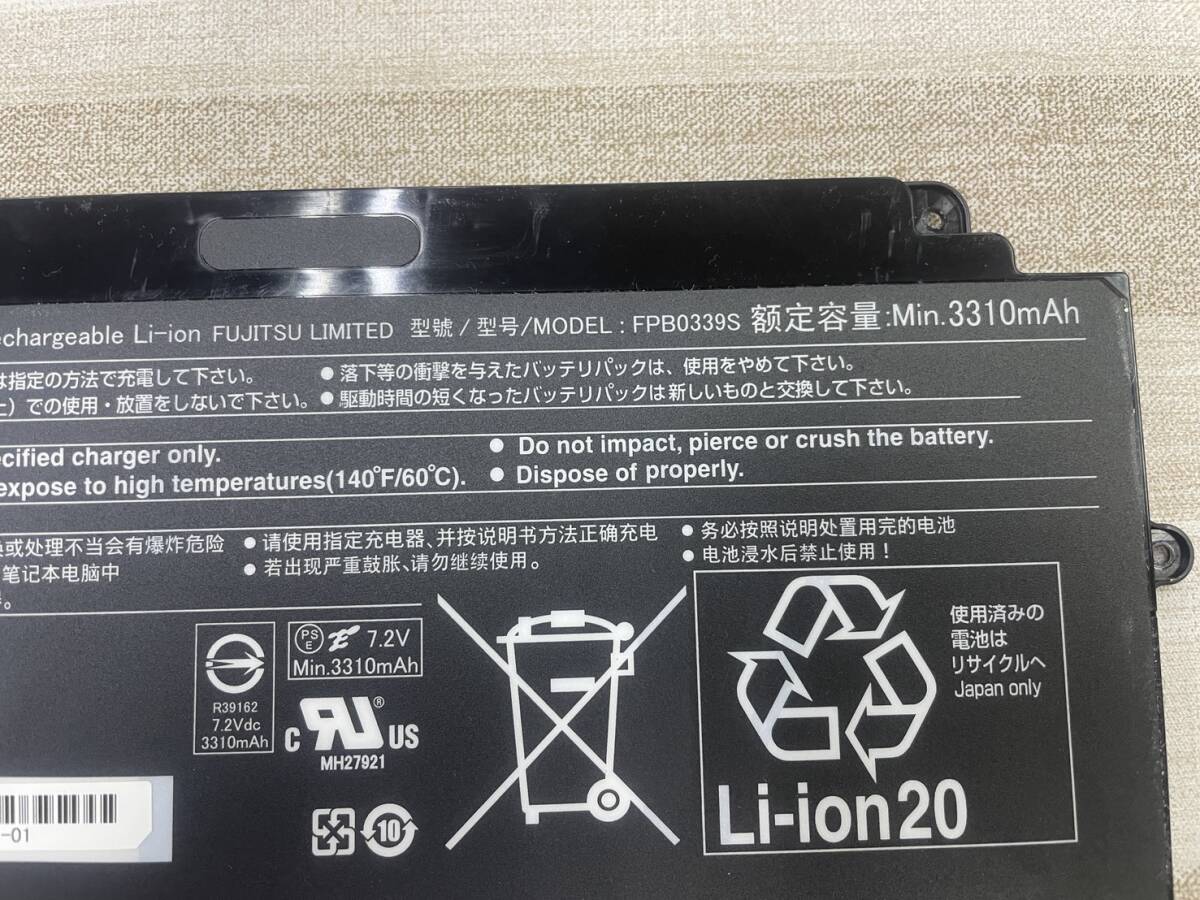 Li-ion FUJITSU LIMITED 型號 / 型号/MODEL : FPB0339S 额定容量:Min.3310mAh
は指定の方法で充電して下さい。
● 落下等の衝撃を与えたバッテリパックは、使用をやめて下さい。
での使用・放置をしないで下さい。
● 駆動時間の短くなったバッテリパックは新しいものと交換して下さい。
charger only.
● Do not impact, pierce or crush the battery.
expose to high temperatures(140°F/60°C).
● Dispose of properly.
或处理不当会有爆炸危险
● 请使用指定充电器、并按说明书方法正确充电
● 务必按照说明处置用完的电池
笔记本电脑中
● 若出现严重鼓胀、请勿继续使用。
● 电池浸水后禁止使用！
PSE 7.2V
Min.3310mAh
R39162
7.2Vdc
3310mAh
C RU ® US
MH27921
10
使用済みの
電池は
リサイクルへ
Japan only
Li-ion20
-01